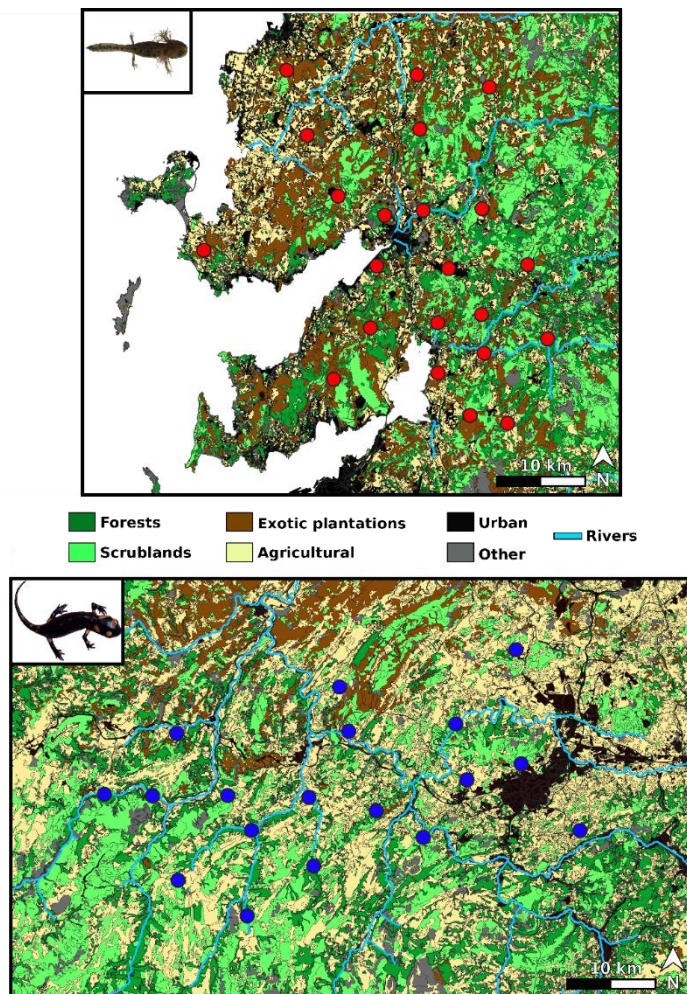 10 km
N
Forests
Exotic plantations
Urban
Rivers
Scrublands
Agricultural
Other
10 km
N